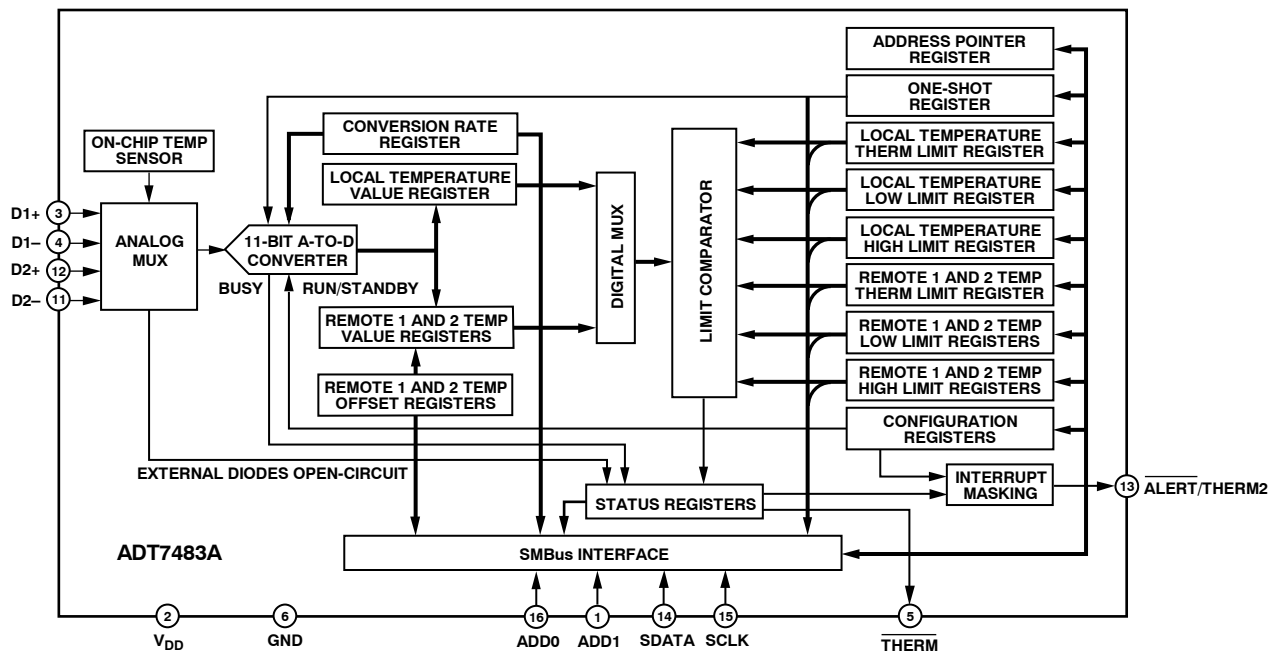 ADDRESS POINTER
REGISTER
ONE-SHOT
REGISTER
CONVERSION RATE
REGISTER
ON-CHIP TEMP
SENSOR
LOCAL TEMPERATURE
THERM LIMIT REGISTER
LOCAL TEMPERATURE
VALUE REGISTER
LOCAL TEMPERATURE
LOW LIMIT REGISTER
D1+ 3
D1– 4
D2+ 12
D2– 11
ANALOG
MUX
11-BIT A-TO-D
CONVERTER
BUSY
RUN/STANDBY
DIGITAL MUX
LIMIT COMPARATOR
LOCAL TEMPERATURE
HIGH LIMIT REGISTER
REMOTE 1 AND 2 TEMP
THERM LIMIT REGISTER
REMOTE 1 AND 2 TEMP
VALUE REGISTERS
REMOTE 1 AND 2 TEMP
LOW LIMIT REGISTERS
REMOTE 1 AND 2 TEMP
OFFSET REGISTERS
REMOTE 1 AND 2 TEMP
HIGH LIMIT REGISTERS
CONFIGURATION
REGISTERS
EXTERNAL DIODES OPEN-CIRCUIT
INTERRUPT
MASKING
13 ALERT/THERM2
STATUS REGISTERS
ADT7483A
SMBus INTERFACE
2
6
16
1
14
15
5
VDD
GND
ADD0
ADD1
SDATA
SCLK
THERM